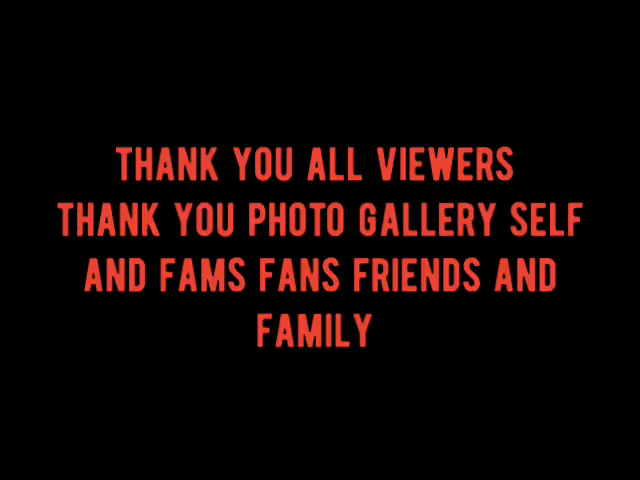 THANK YOU ALL VIEWERS
THANK YOU PHOTO GALLERY SELF
AND FAMS FANS FRIENDS AND
FAMILY